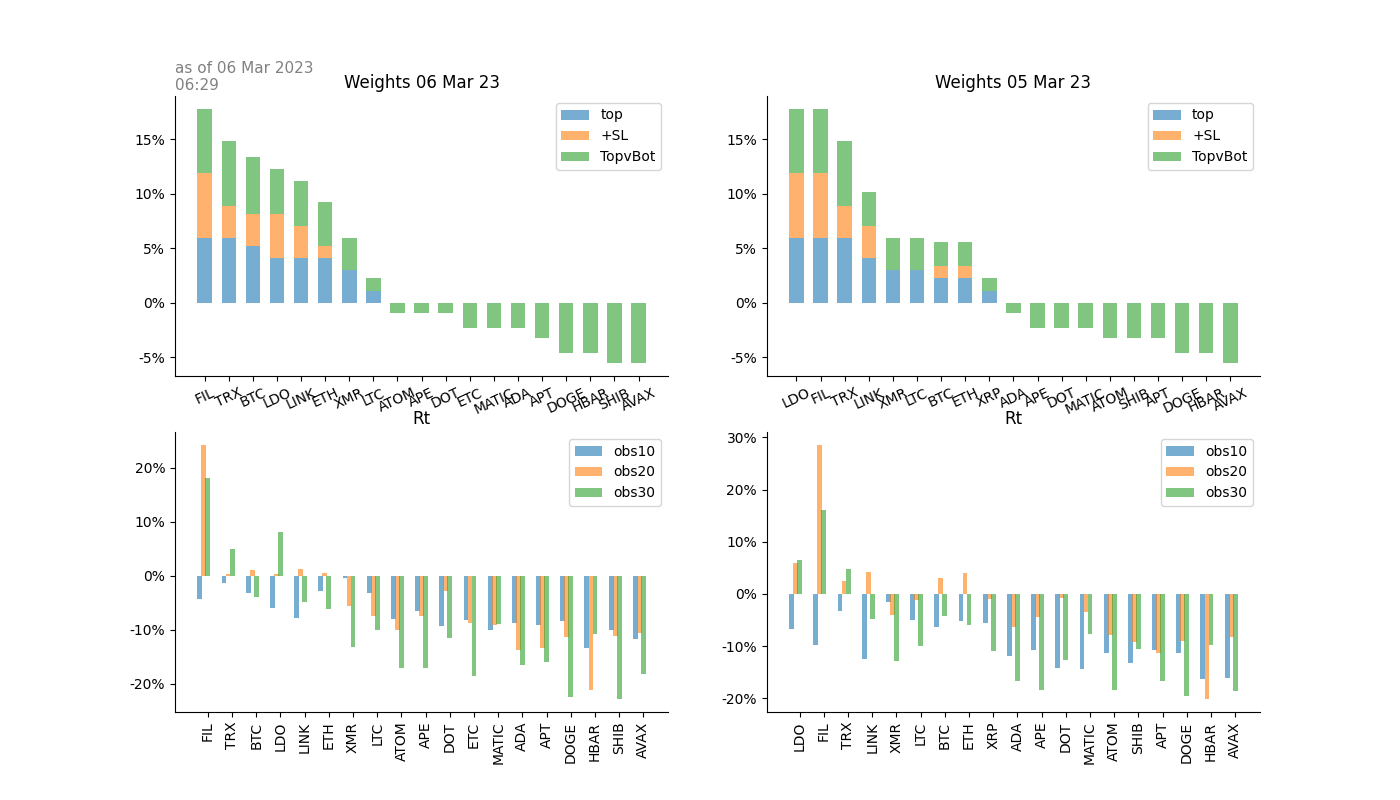 as of 06 Mar 2023
06:29
Weights 06 Mar 23
top
+SL
TopvBot
15%
10%
5%
0%
-5%
FIL TRX BTC LDO LINK ETH XMR LTC ATOM APE DOT ETC MATIC ADA APT DOGE HBAR SHIB AVAX
Weights 05 Mar 23
top
+SL
TopvBot
15%
10%
5%
0%
-5%
LDO FIL TRX LINK XMR LTC BTC ETH XRP ADA APE DOT MATIC ATOM SHIB APT DOGE HBAR AVAX
Rt
obs10
obs20
obs30
20%
10%
0%
-10%
-20%
FIL TRX BTC LDO LINK ETH XMR LTC ATOM APE DOT ETC MATIC ADA APT DOGE HBAR SHIB AVAX
Rt
obs10
obs20
obs30
30%
20%
10%
0%
-10%
-20%
LDO FIL TRX LINK XMR LTC BTC ETH XRP ADA APE DOT MATIC ATOM SHIB APT DOGE HBAR AVAX